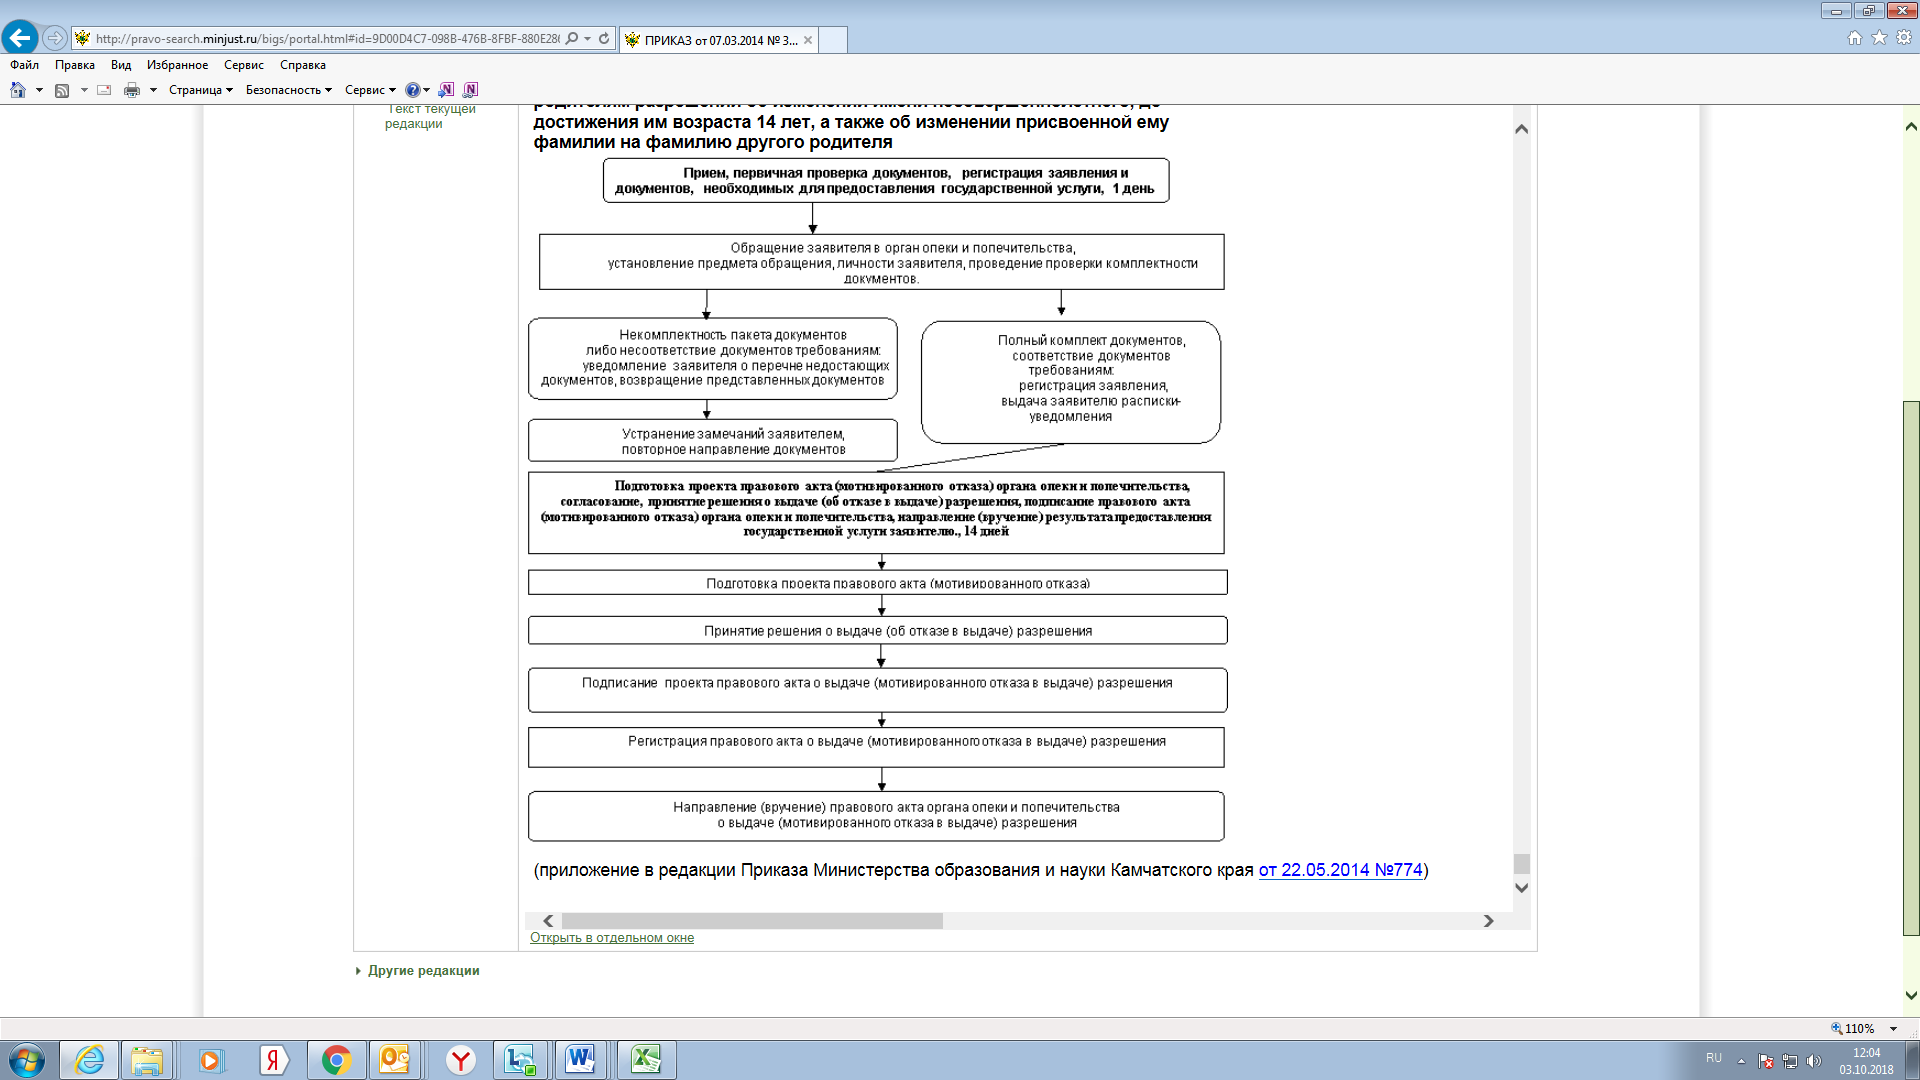 http://pravo-search.minjust.ru/bigs/portal.html#id=9D00D4C7-098B-476B-8FBF-880E28
ПРИКАЗ от 07.03.2014 № 3...
Файл Правка Вид Избранное Сервис Справка
Страница Безопасность Сервис
Текст текущей
редакции
родителям разрешений об изменении имени несовершеннолетнего, до
достижения им возраста 14 лет, а также об изменении присвоенной ему
фамилии на фамилию другого родителя
Прием, первичная проверка документов, регистрация заявления и
документов, необходимых для предоставления государственной услуги, 1 день
Обращение заявителя в орган опеки и попечительства,
установление предмета обращения, личности заявителя, проведение проверки комплектности
документов.
Некомплектность пакета документов
либо несоответствие документов требованиям:
уведомление заявителя о перечне недостающих
документов, возвращение представленных документов
Полный комплект документов,
соответствие документов
требованиям:
регистрация заявления,
выдача заявителю расписки-
уведомления
Устранение замечаний заявителем,
повторное направление документов
Подготовка проекта правового акта (мотивированного отказа) органа опеки и попечительства,
согласование, принятие решения о выдаче (об отказе в выдаче) разрешения, подписание правового акта
(мотивированного отказа) органа опеки и попечительства, направление (вручение) результата предоставления
государственной услуги заявителю., 14 дней
Подготовка проекта правового акта (мотивированного отказа)
Принятие решения о выдаче (об отказе в выдаче) разрешения
Подписание проекта правового акта о выдаче (мотивированного отказа в выдаче) разрешения
Регистрация правового акта о выдаче (мотивированного отказа в выдаче) разрешения
Направление (вручение) правового акта органа опеки и попечительства
о выдаче (мотивированного отказа в выдаче) разрешения
(приложение в редакции Приказа Министерства образования и науки Камчатского края от 22.05.2014 №774)
Открыть в отдельном окне
Другие редакции
110%
RU
12:04
03.10.2018